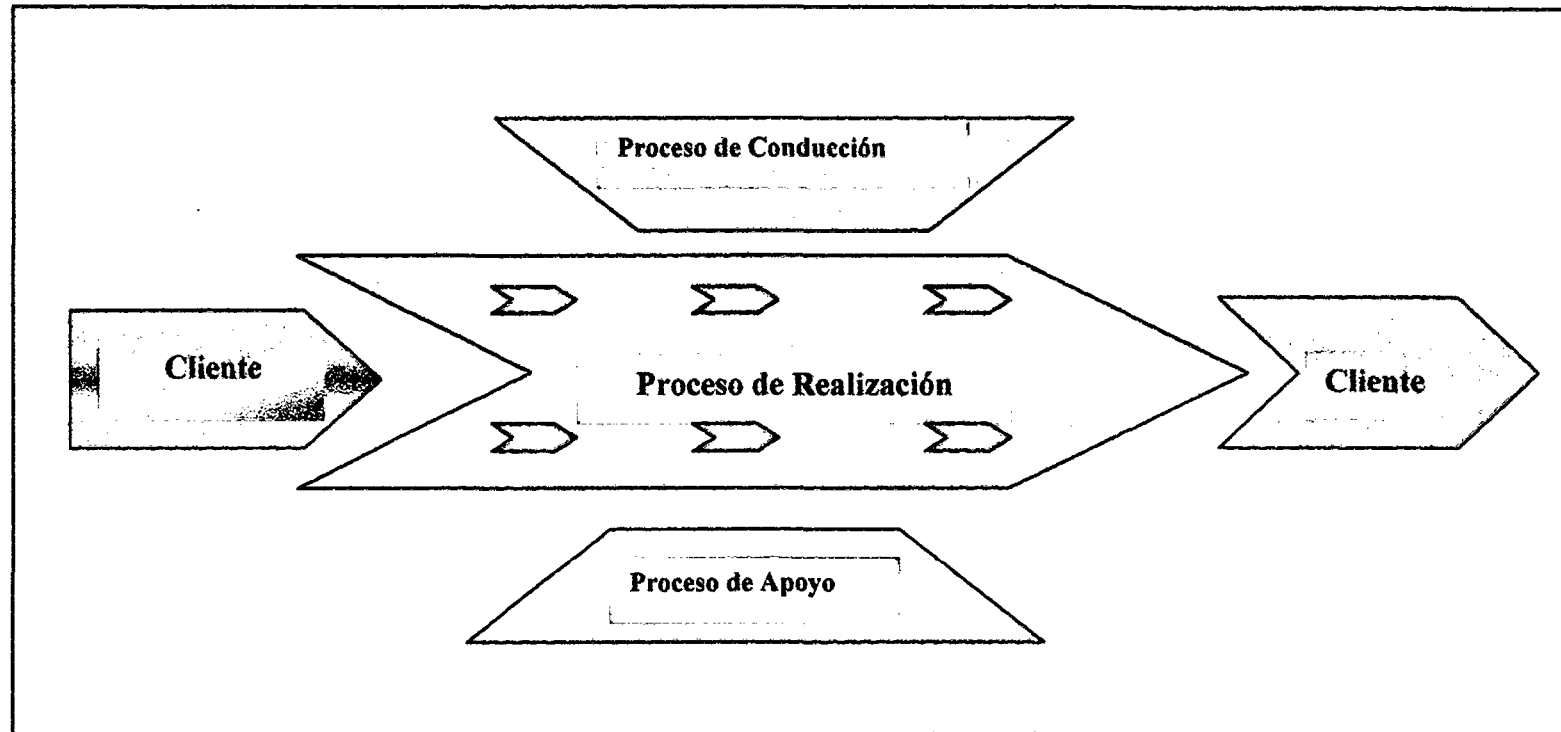 Proceso de Conducción
Cliente
Proceso de Realización
Cliente
Proceso de Apoyo